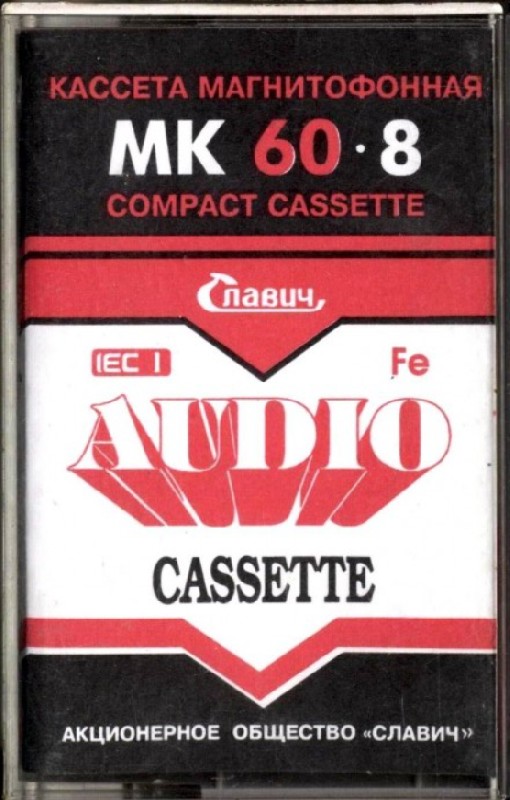 КАССЕТА МАГНИТОФОННАЯ
МК 60·8
COMPACT CASSETTE
Славич
IEC I Fe
AUDIO
CASSETTE
АКЦИОНЕРНОЕ ОБЩЕСТВО «СЛАВИЧ»